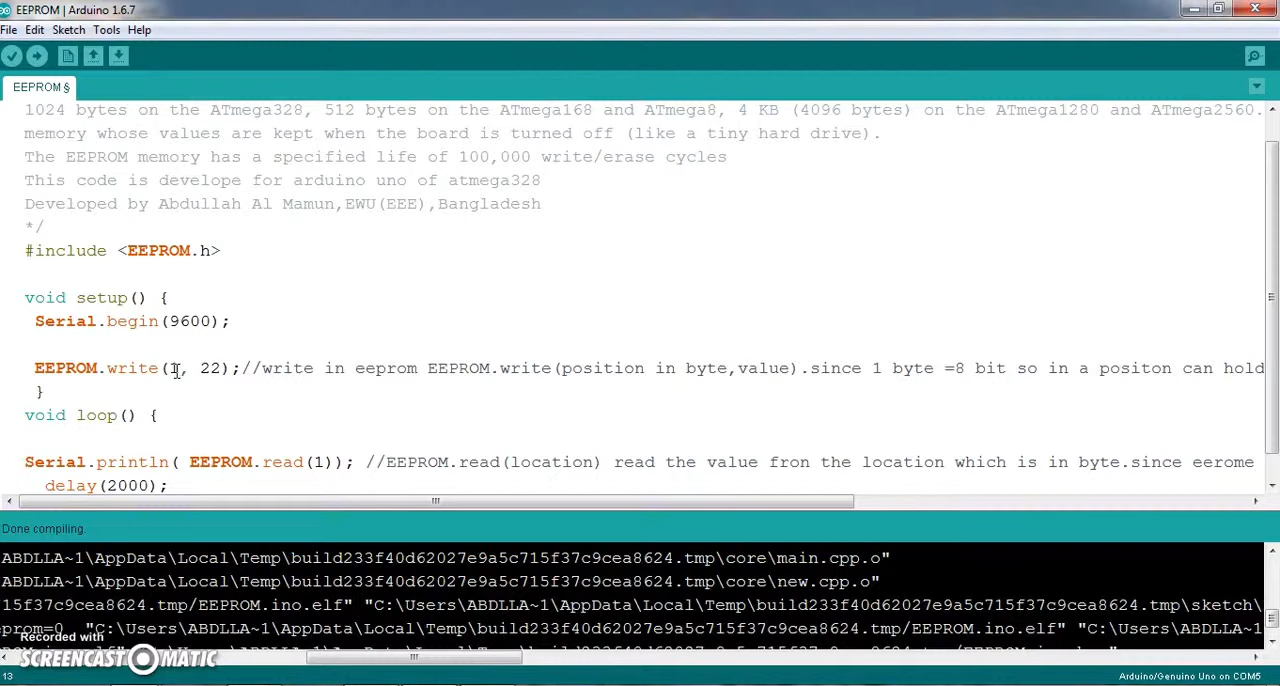 EEPROM | Arduino 1.6.7
File Edit Sketch Tools Help
EEPROM §
1024 bytes on the ATmega328, 512 bytes on the ATmega168 and ATmega8, 4 KB (4096 bytes) on the ATmega1280 and ATmega2560.
memory whose values are kept when the board is turned off (like a tiny hard drive).
The EEPROM memory has a specified life of 100,000 write/erase cycles
This code is develope for arduino uno of atmega328
Developed by Abdullah Al Mamun,EWU(EEE),Bangladesh
*/
#include <EEPROM.h>
void setup() {
Serial.begin(9600);
EEPROM.write(1, 22);//write in eeprom EEPROM.write(position in byte,value).since 1 byte =8 bit so in a positon can hold
}
void loop() {
Serial.println( EEPROM.read(1)); //EEPROM.read(location) read the value fron the location which is in byte.since eerome
delay(2000);
Done compiling.
ABDLLA~1\AppData\Local\Temp\build233f40d62027e9a5c715f37c9cea8624.tmp\core\main.cpp.o"
ABDLLA~1\AppData\Local\Temp\build233f40d62027e9a5c715f37c9cea8624.tmp\core\new.cpp.o"
15f37c9cea8624.tmp/EEPROM.ino.elf" "C:\Users\ABDLLA~1\AppData\Local\Temp\build233f40d62027e9a5c715f37c9cea8624.tmp\sketch\
prom=0 "C:\Users\ABDLLA~1\AppData\Local\Temp\build233f40d62027e9a5c715f37c9cea8624.tmp/EEPROM.ino.elf" "C:\Users\ABDLLA~1
Recorded with
SCREENCAST-O-MATIC
13
Arduino/Genuino Uno on COM5